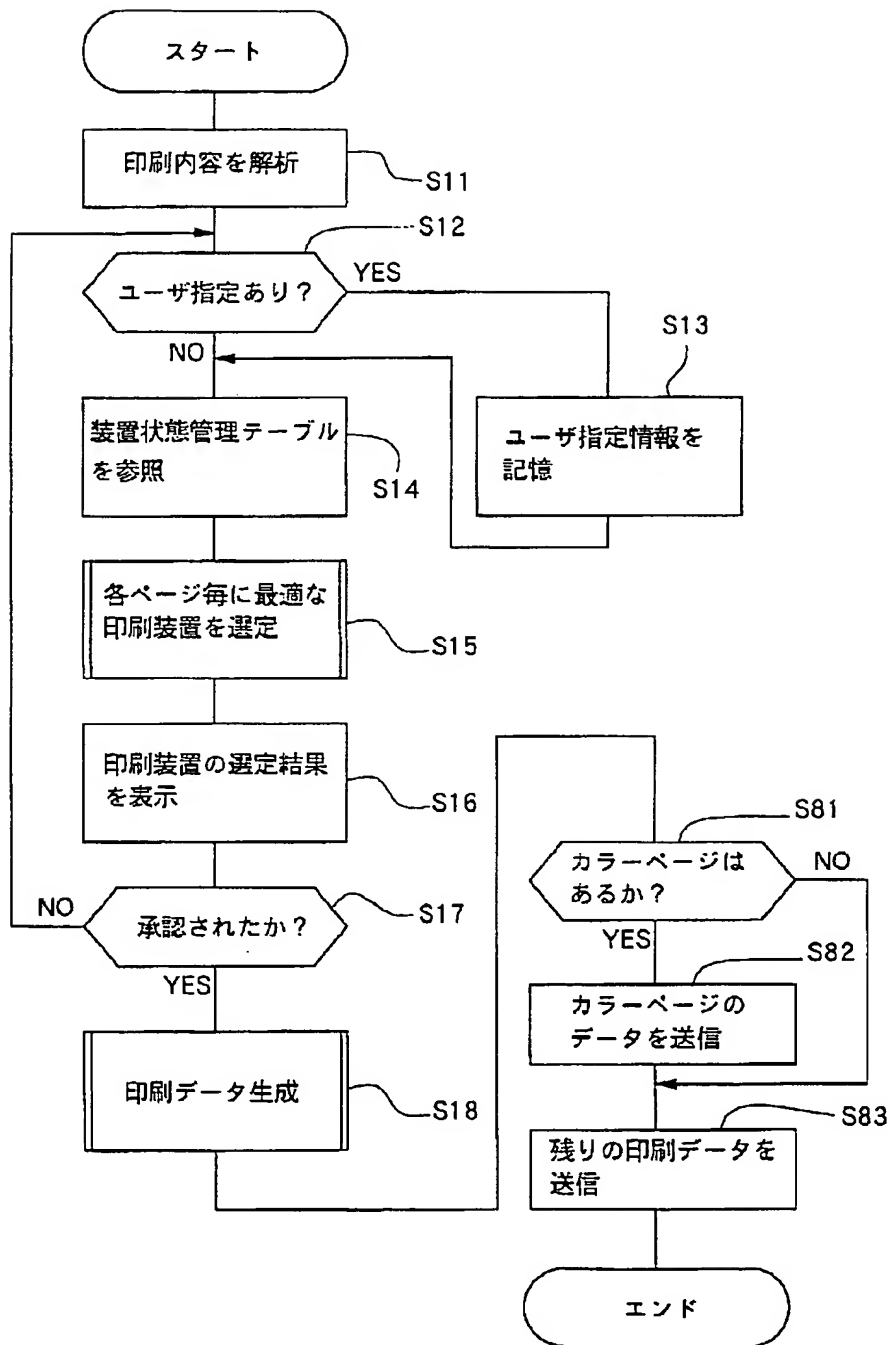 スタート
印刷内容を解析
S11
S12
ユーザ指定あり？
YES
NO
S13
ユーザ指定情報を
記憶
装置状態管理テーブル
を参照
S14
各ページ毎に最適な
印刷装置を選定
S15
印刷装置の選定結果
を表示
S16
承認されたか？
NO
S17
YES
印刷データ生成
S18
S81
カラーページは
あるか？
NO
YES
S82
カラーページの
データを送信
S83
残りの印刷データを
送信
エンド